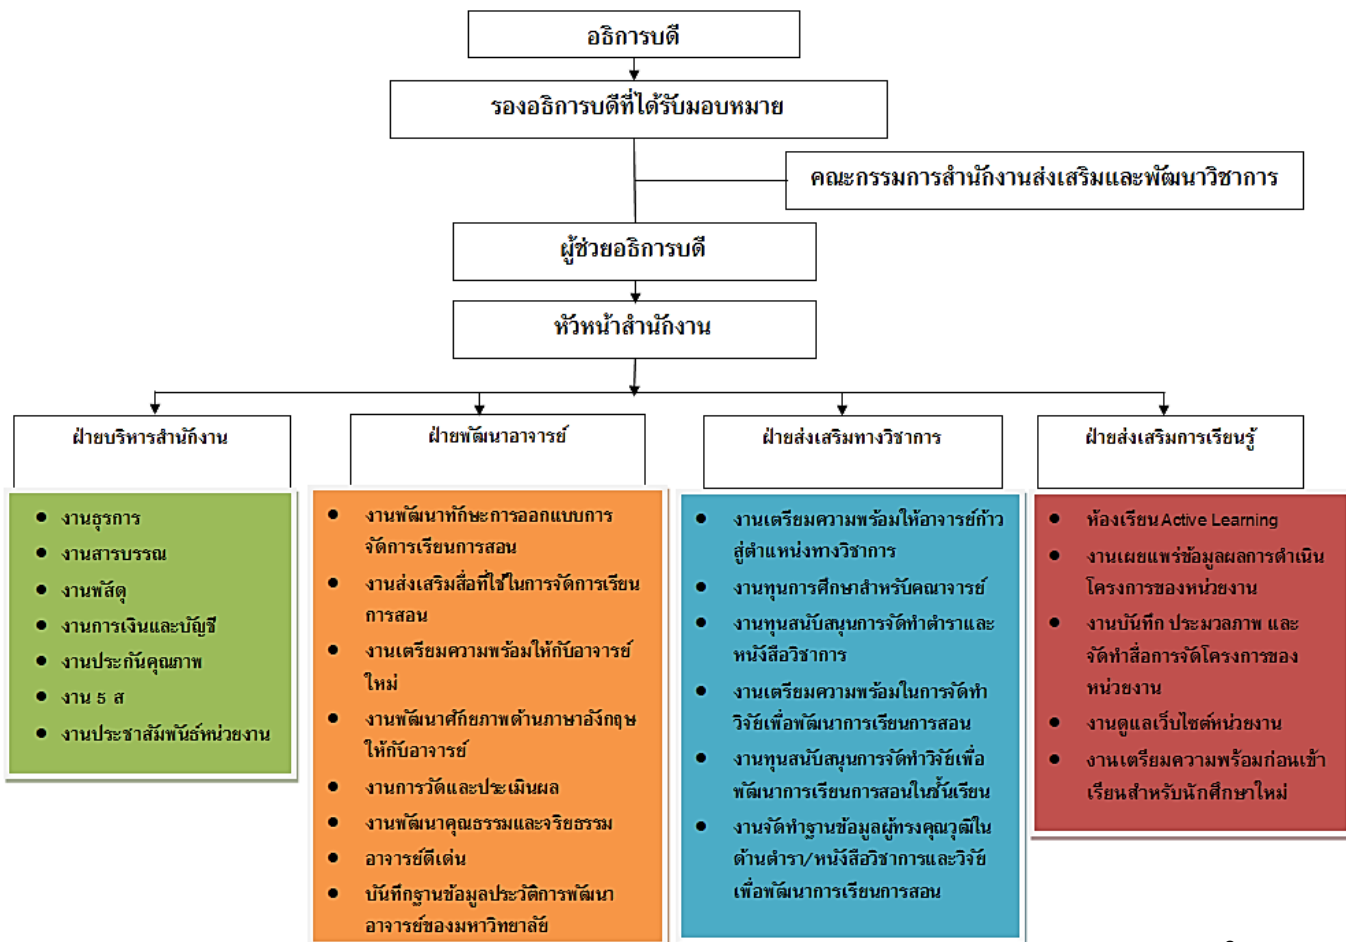 อธิการบดี
รองอธิการบดีที่ได้รับมอบหมาย
คณะกรรมการสำนักงานส่งเสริมและพัฒนาวิชาการ
ผู้ช่วยอธิการบดี
หัวหน้าสำนักงาน
ฝ่ายบริหารสำนักงาน
● งานธุรการ
● งานสารบรรณ
● งานพัสดุ
● งานการเงินและบัญชี
● งานประกันคุณภาพ
● งาน 5 ส
● งานประชาสัมพันธ์หน่วยงาน
ฝ่ายพัฒนาอาจารย์
● งานพัฒนาทักษะการออกแบบการ
จัดการเรียนการสอน
● งานส่งเสริมสื่อที่ใช้ในการจัดการเรียน
การสอน
● งานเตรียมความพร้อมให้กับอาจารย์
ใหม่
● งานพัฒนาศักยภาพด้านภาษาอังกฤษ
ให้กับอาจารย์
● งานการวัดและประเมินผล
● งานพัฒนาคุณธรรมและจริยธรรม
● อาจารย์ดีเด่น
● บันทึกฐานข้อมูลประวัติการพัฒนา
อาจารย์ของมหาวิทยาลัย
ฝ่ายส่งเสริมทางวิชาการ
● งานเตรียมความพร้อมให้อาจารย์ก้าว
สู่ตำแหน่งทางวิชาการ
● งานทุนการศึกษาสำหรับคณาจารย์
● งานทุนสนับสนุนการจัดทำตำราและ
หนังสือวิชาการ
● งานเตรียมความพร้อมในการจัดทำ
วิจัยเพื่อพัฒนาการเรียนการสอน
● งานทุนสนับสนุนการจัดทำวิจัยเพื่อ
พัฒนาการเรียนการสอนในชั้นเรียน
● งานจัดทำฐานข้อมูลผู้ทรงคุณวุฒิใน
ด้านตำรา/หนังสือวิชาการและวิจัย
เพื่อพัฒนาการเรียนการสอน
ฝ่ายส่งเสริมการเรียนรู้
● ห้องเรียน Active Learning
● งานเผยแพร่ข้อมูลผลการดำเนิน
โครงการของหน่วยงาน
● งานบันทึก ประมวลภาพ และ
จัดทำสื่อการจัดโครงการของ
หน่วยงาน
● งานดูแลเว็บไซต์หน่วยงาน
● งานเตรียมความพร้อมก่อนเข้า
เรียนสำหรับนักศึกษาใหม่